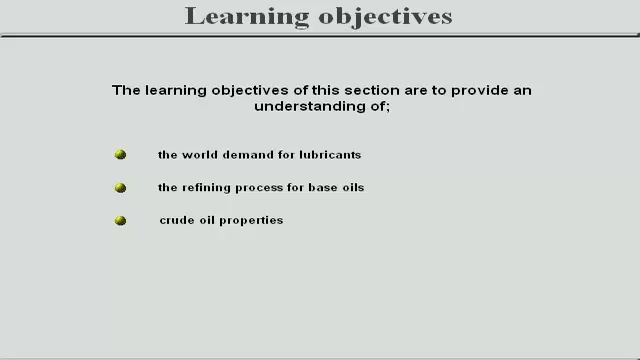 Learning objectives
The learning objectives of this section are to provide an
understanding of;
the world demand for lubricants
the refining process for base oils
crude oil properties